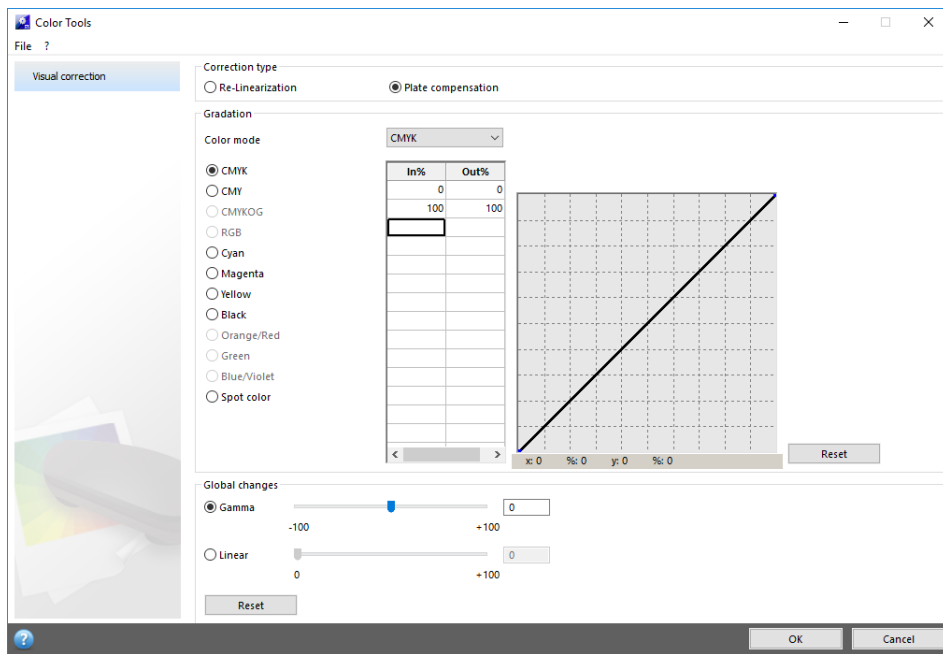 Color Tools
File ?
Visual correction
Correction type
Re-Linearization Plate compensation
Gradation
Color mode CMYK
CMYK
CMY
CMYKOG
RGB
Cyan
Magenta
Yellow
Black
Orange/Red
Green
Blue/Violet
Spot color
In% Out%
0 0
100 100
x: 0 %: 0 y: 0 %: 0
Reset
Global changes
Gamma 0
-100 +100
Linear 0
0 +100
Reset
? OK Cancel